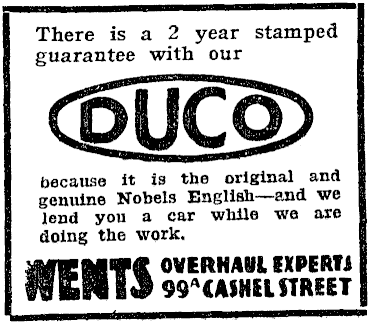 There is a 2 year stamped
guarantee with our
DUCO
because it is the original and
genuine Nobels English—and we
lend you a car while we are
doing the work.
WENTS OVERHAUL EXPERTS
99A CASHEL STREET